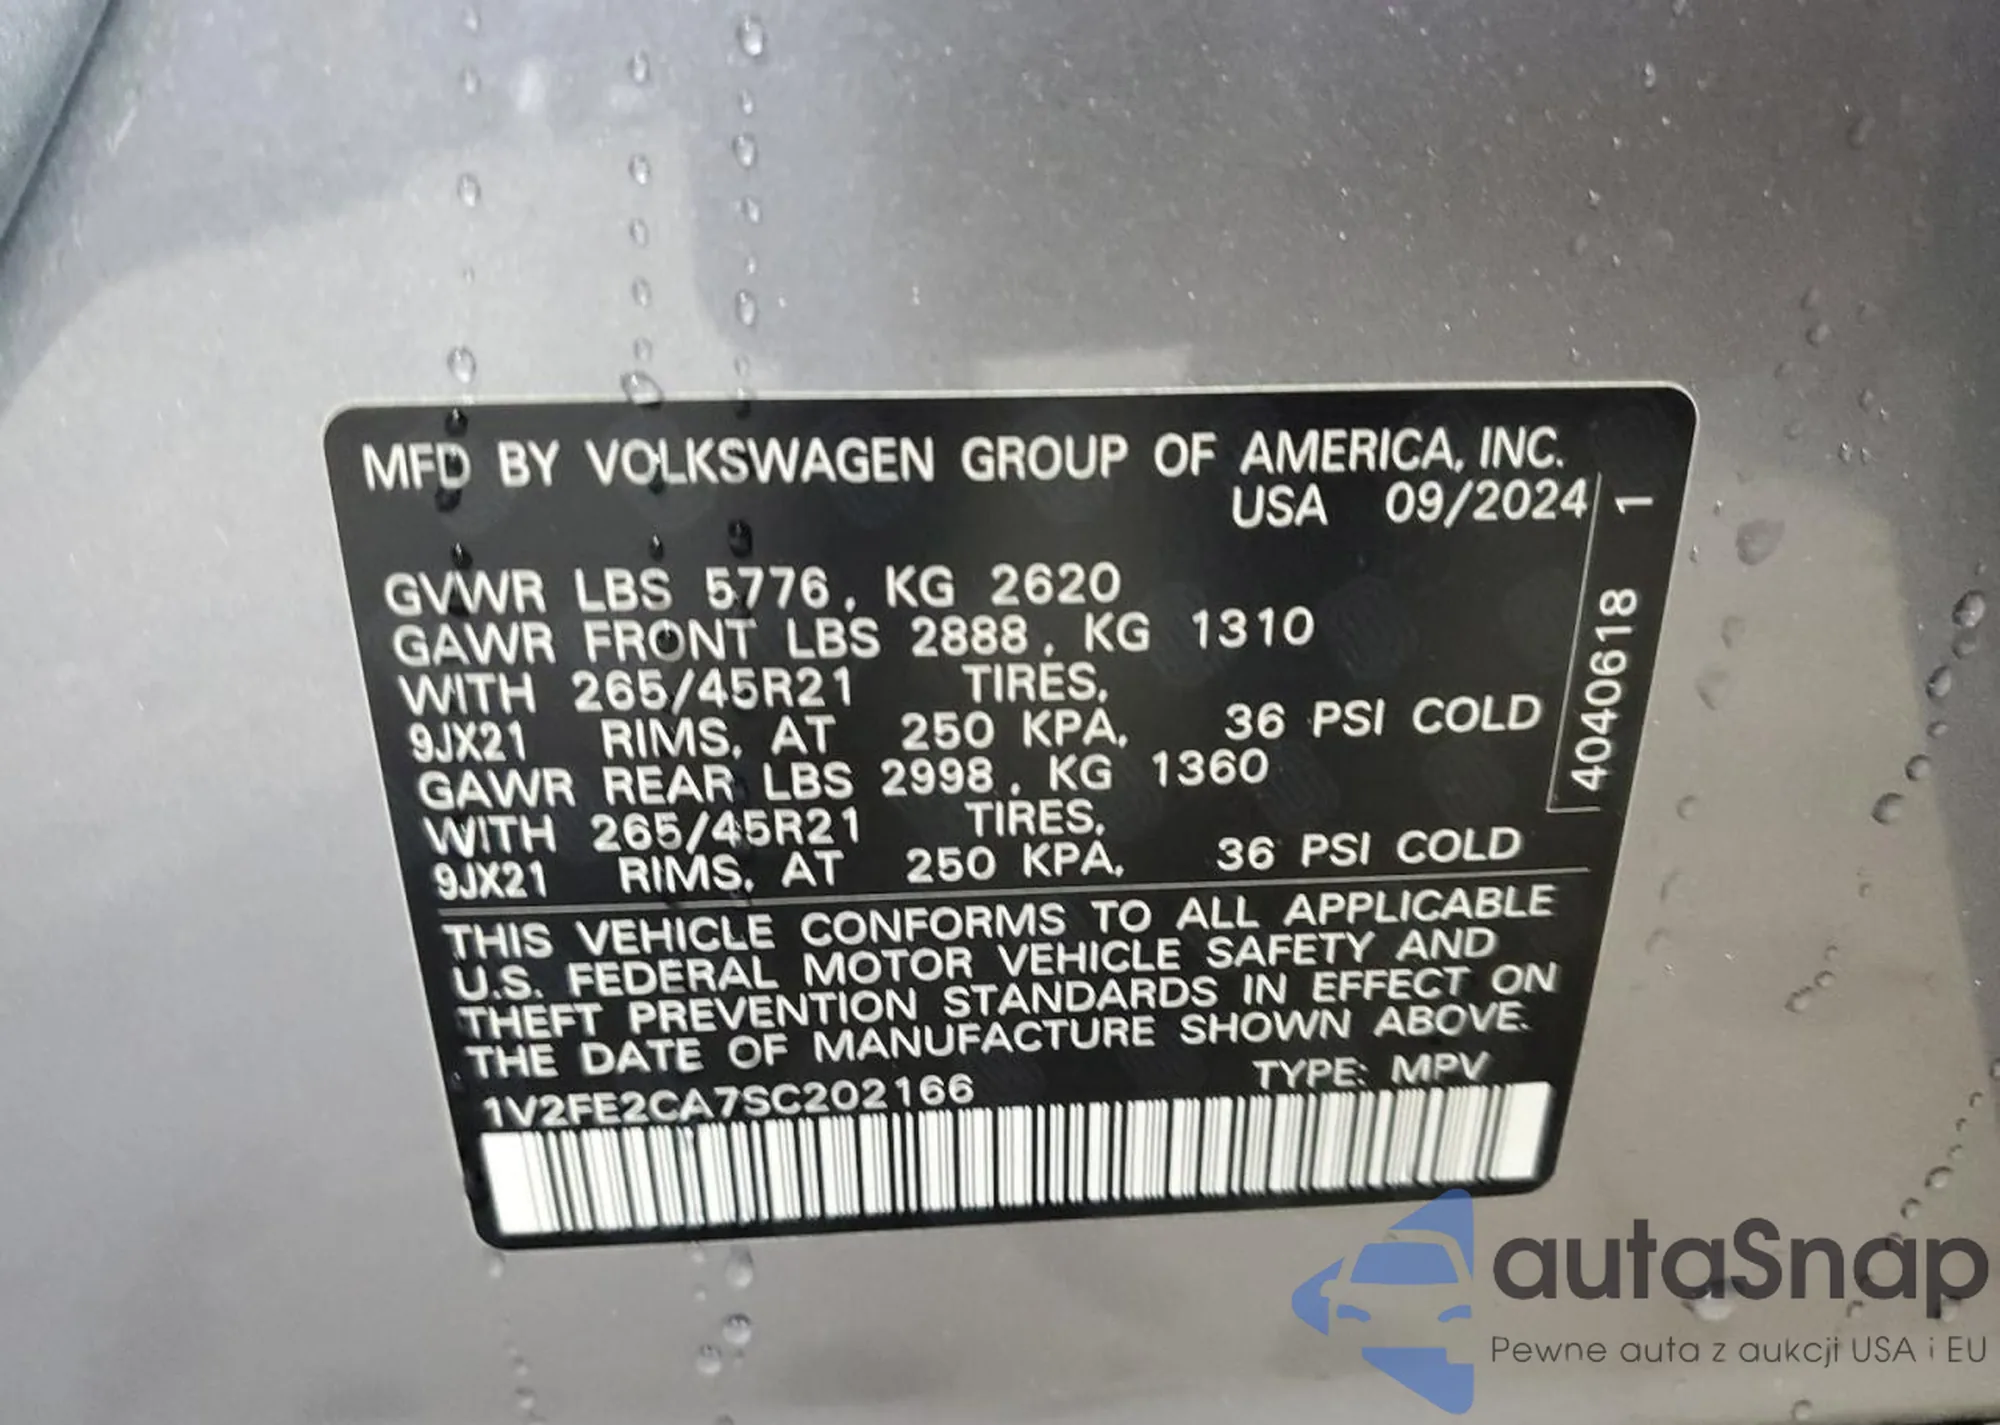 MFD BY VOLKSWAGEN GROUP OF AMERICA, INC.
USA 09/2024
GVWR LBS 5776, KG 2620
GAWR FRONT LBS 2888, KG 1310
WITH 265/45R21 TIRES,
9JX21 RIMS, AT 250 KPA, 36 PSI COLD
GAWR REAR LBS 2998, KG 1360
WITH 265/45R21 TIRES,
9JX21 RIMS, AT 250 KPA, 36 PSI COLD
4040618 1
THIS VEHICLE CONFORMS TO ALL APPLICABLE
U.S. FEDERAL MOTOR VEHICLE SAFETY AND
THEFT PREVENTION STANDARDS IN EFFECT ON
THE DATE OF MANUFACTURE SHOWN ABOVE.
1V2FE2CA7SC202166 TYPE: MPV
autaSnap
Pewne auta z aukcji USA i EU